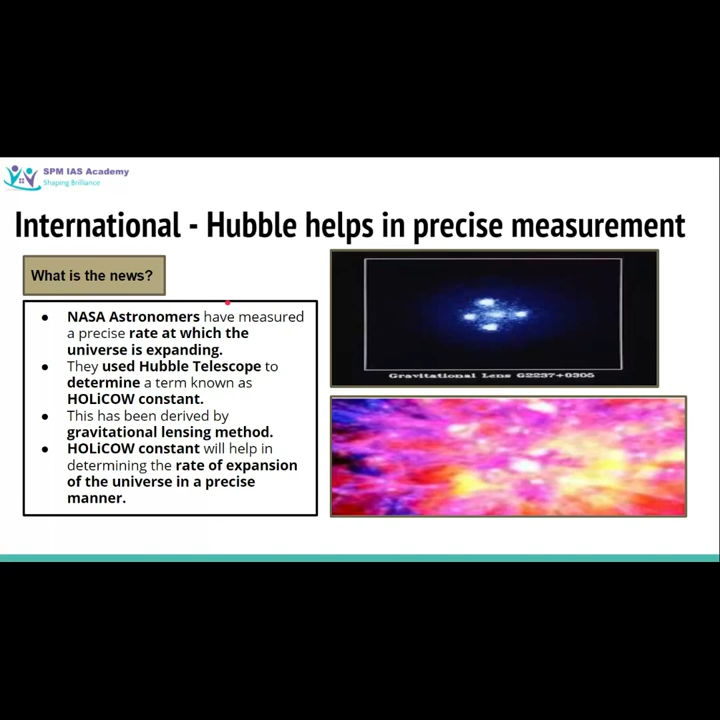 SPM IAS Academy
Shaping Brilliance
International - Hubble helps in precise measurement
What is the news?
● NASA Astronomers have measured
a precise rate at which the
universe is expanding.
● They used Hubble Telescope to
determine a term known as
HOLiCOW constant.
● This has been derived by
gravitational lensing method.
● HOLiCOW constant will help in
determining the rate of expansion
of the universe in a precise
manner.
Gravitational Lens G2237+0305